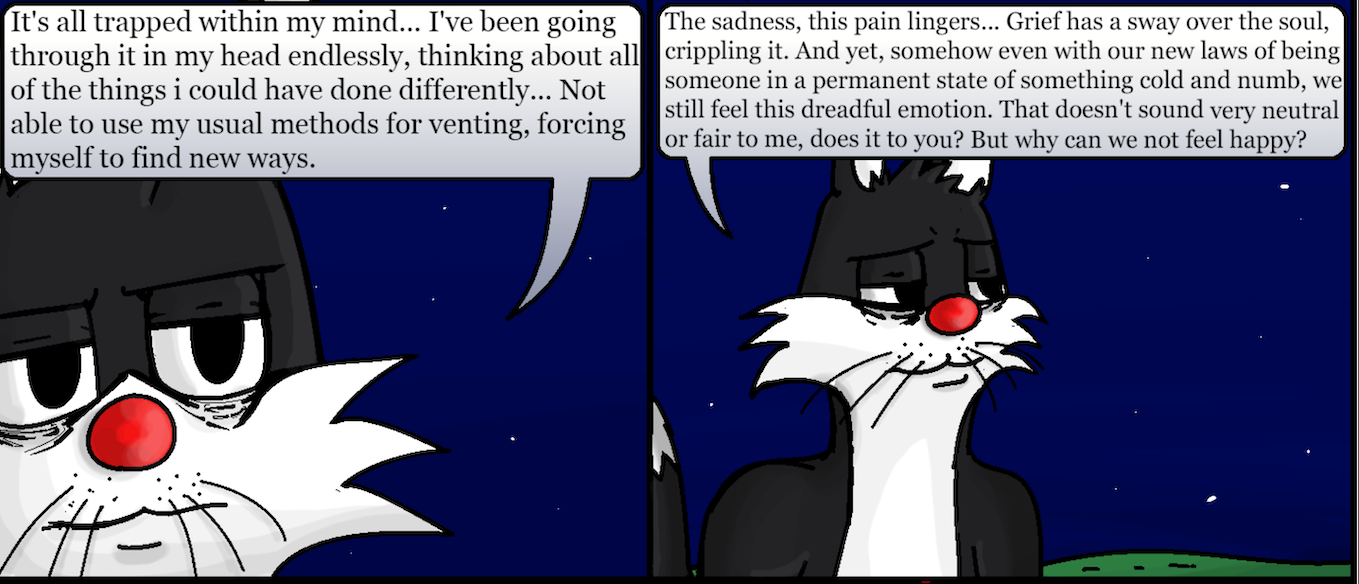 It's all trapped within my mind... I've been going
through it in my head endlessly, thinking about all
of the things i could have done differently... Not
able to use my usual methods for venting, forcing
myself to find new ways.
The sadness, this pain lingers... Grief has a sway over the soul,
crippling it. And yet, somehow even with our new laws of being
someone in a permanent state of something cold and numb, we
still feel this dreadful emotion. That doesn't sound very neutral
or fair to me, does it to you? But why can we not feel happy?